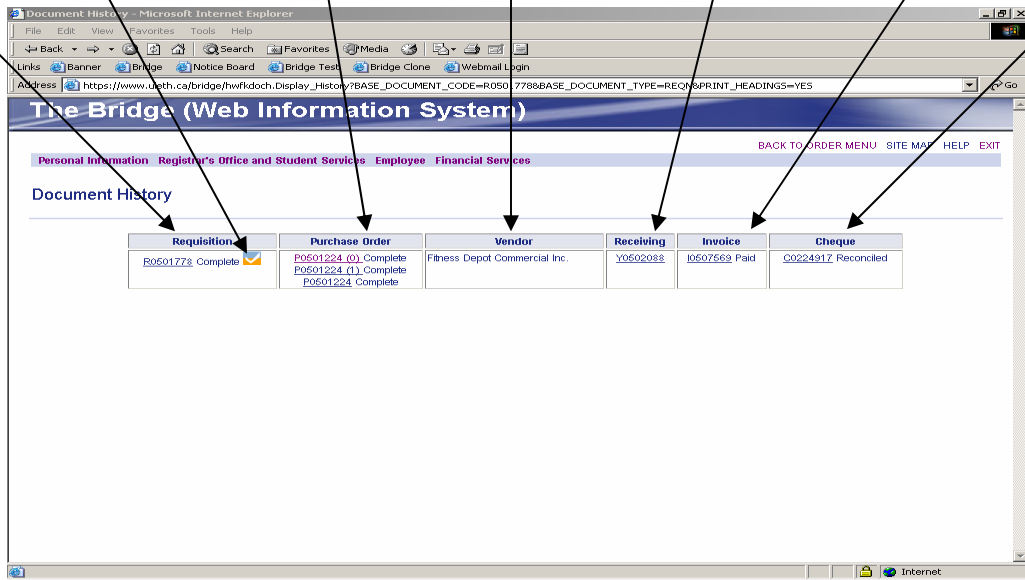 Document History - Microsoft Internet Explorer
File Edit View Favorites Tools Help
Back Search Favorites Media
Links Banner Bridge Notice Board Bridge Test Bridge Clone Webmail Login
Address https://www.uleth.ca/bridge/hwfkdoch.Display_History?BASE_DOCUMENT_CODE=R0501778&BASE_DOCUMENT_TYPE=REQN&PRINT_HEADINGS=YES Go
The Bridge (Web Information System)
BACK TO ORDER MENU SITE MAP HELP EXIT
Personal Information Registrar's Office and Student Services Employee Financial Services
Document History
Requisition Purchase Order Vendor Receiving Invoice Cheque
R0501778 Complete P0501224 (0) Complete Fitness Depot Commercial Inc. Y0502088 I0507569 Paid C0224917 Reconciled
P0501224 (1) Complete
P0501224 Complete
Internet